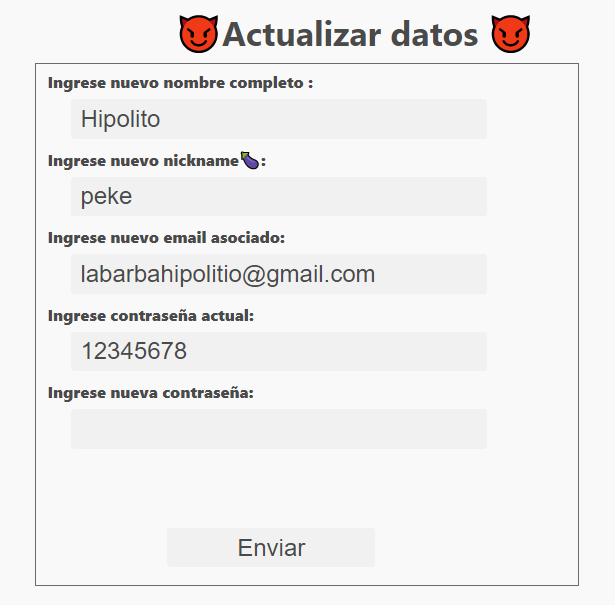 😈Actualizar datos 😈
Ingrese nuevo nombre completo :
Hipolito
Ingrese nuevo nickname🍆:
peke
Ingrese nuevo email asociado:
labarbahipolitio@gmail.com
Ingrese contraseña actual:
12345678
Ingrese nueva contraseña:
Enviar